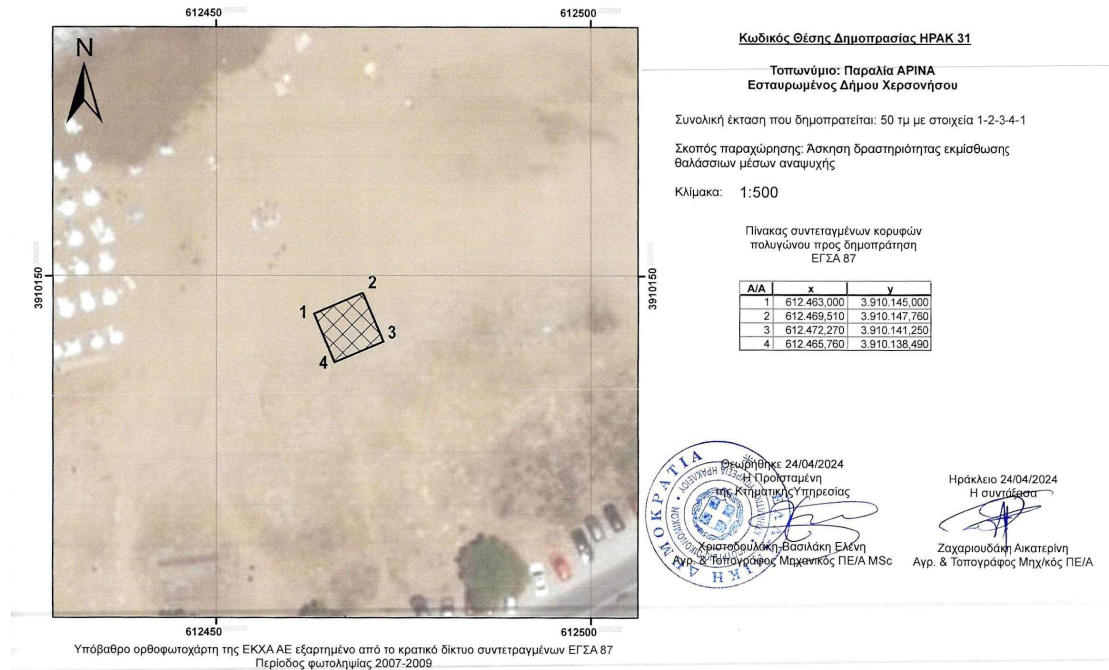 612450
612500
N
3910150
3910150
1
2
3
4
612450
612500
Υπόβαθρο ορθοφωτοχάρτη της ΕΚΧΑ ΑΕ εξαρτημένο από το κρατικό δίκτυο συντετραγμένων ΕΓΣΑ 87
Περίοδος φωτοληψίας 2007-2009
Κωδικός Θέσης Δημοπρασίας ΗΡΑΚ 31
Τοπωνύμιο: Παραλία ΑΡΙΝΑ
Εσταυρωμένος Δήμου Χερσονήσου
Συνολική έκταση που δημοπρατείται: 50 τμ με στοιχεία 1-2-3-4-1
Σκοπός παραχώρησης: Άσκηση δραστηριότητας εκμίσθωσης
θαλάσσιων μέσων αναψυχής
Κλίμακα: 1:500
Πίνακας συντεταγμένων κορυφών
πολυγώνου προς δημοπράτηση
ΕΓΣΑ 87
Α/Α x y
1 612.463,000 3.910.145,000
2 612.469,510 3.910.147,760
3 612.472,270 3.910.141,250
4 612.465,760 3.910.138,490
Θεωρήθηκε 24/04/2024
Η Προϊσταμένη
της Κτηματικής Υπηρεσίας
Χριστοδουλάκη-Βασιλάκη Ελένη
Αγρ. & Τοπογράφος Μηχανικός ΠΕ/Α MSc
Ηράκλειο 24/04/2024
Η συντάξασα
Ζαχαριουδάκη Αικατερίνη
Αγρ. & Τοπογράφος Μηχ/κός ΠΕ/Α
ΕΛΛΗΝΙΚΗ ΔΗΜΟΚΡΑΤΙΑ